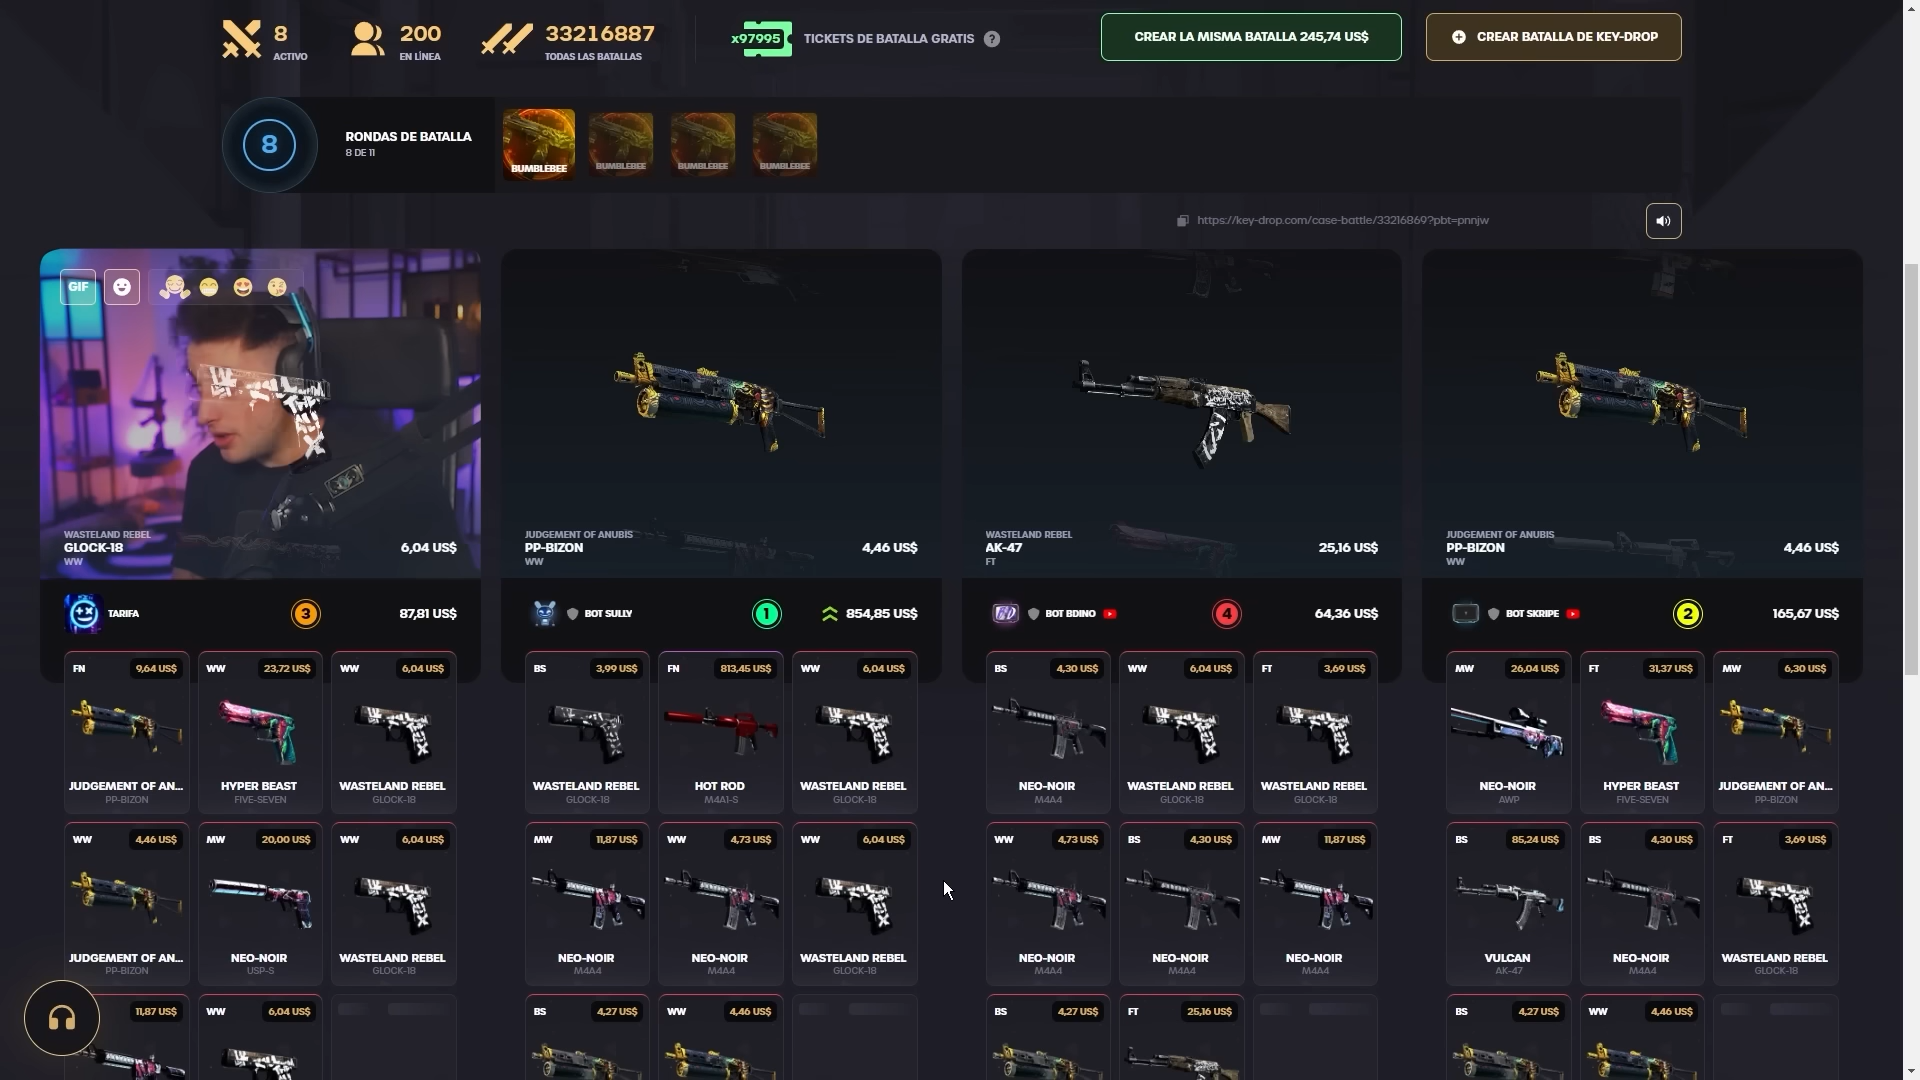 8
ACTIVO
200
EN LÍNEA
33216887
TODAS LAS BATALLAS
x97995
TICKETS DE BATALLA GRATIS
?
CREAR LA MISMA BATALLA 245,74 US$
CREAR BATALLA DE KEY-DROP
8
RONDAS DE BATALLA
8 DE 11
BUMBLEBEE
BUMBLEBEE
BUMBLEBEE
BUMBLEBEE
https://key-drop.com/case-battle/33216869?pbt=pnnjw
GIF
WASTELAND REBEL
GLOCK-18
6,04 US$
WW
JUDGEMENT OF ANUBIS
PP-BIZON
4,46 US$
WW
WASTELAND REBEL
AK-47
25,16 US$
FT
JUDGEMENT OF ANUBIS
PP-BIZON
4,46 US$
WW
TARIFA
3
87,81 US$
BOT SULLY
1
854,85 US$
BOT BDINO
4
64,36 US$
BOT SKRIPE
2
165,67 US$
FN 9,64 US$
WW 23,72 US$
WW 6,04 US$
BS 3,99 US$
FN 813,45 US$
WW 6,04 US$
BS 4,30 US$
WW 6,04 US$
FT 3,69 US$
MW 26,04 US$
FT 31,37 US$
MW 6,30 US$
JUDGEMENT OF AN...
PP-BIZON
HYPER BEAST
FIVE-SEVEN
WASTELAND REBEL
GLOCK-18
WASTELAND REBEL
GLOCK-18
HOT ROD
M4A1-S
WASTELAND REBEL
GLOCK-18
NEO-NOIR
M4A4
WASTELAND REBEL
GLOCK-18
WASTELAND REBEL
GLOCK-18
NEO-NOIR
AWP
HYPER BEAST
FIVE-SEVEN
JUDGEMENT OF AN...
PP-BIZON
WW 4,46 US$
MW 20,00 US$
WW 6,04 US$
MW 11,87 US$
WW 4,73 US$
WW 6,04 US$
WW 4,73 US$
BS 4,30 US$
MW 11,87 US$
BS 85,24 US$
BS 4,30 US$
FT 3,69 US$
JUDGEMENT OF AN...
PP-BIZON
NEO-NOIR
USP-S
WASTELAND REBEL
GLOCK-18
NEO-NOIR
M4A4
NEO-NOIR
M4A4
WASTELAND REBEL
GLOCK-18
NEO-NOIR
M4A4
NEO-NOIR
M4A4
NEO-NOIR
M4A4
VULCAN
AK-47
NEO-NOIR
M4A4
WASTELAND REBEL
GLOCK-18
11,87 US$
WW 6,04 US$
BS 4,27 US$
WW 4,46 US$
BS 4,27 US$
FT 25,16 US$
BS 4,27 US$
WW 4,46 US$